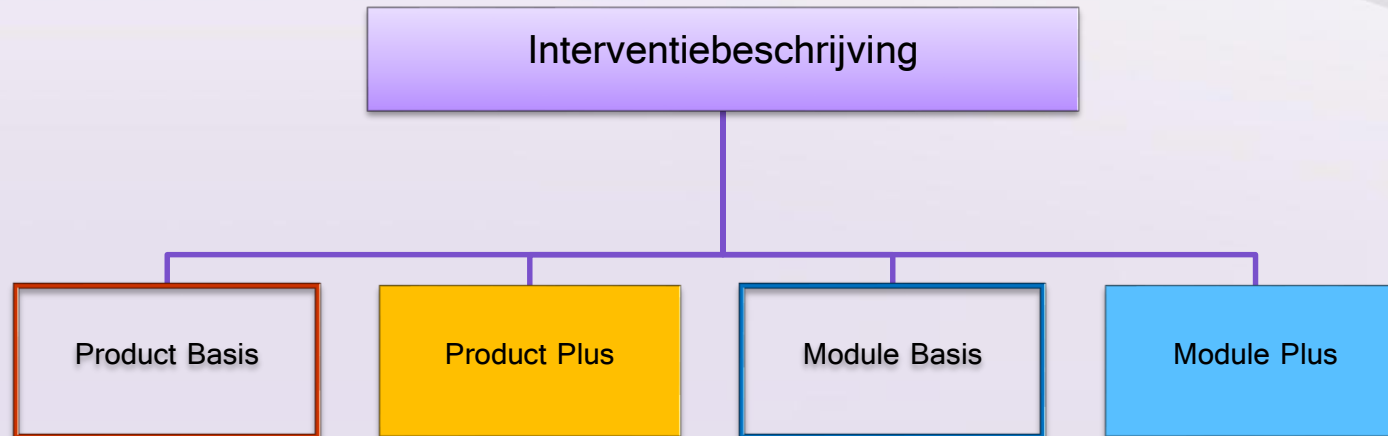 Interventiebeschrijving
Product Basis
Product Plus
Module Basis
Module Plus